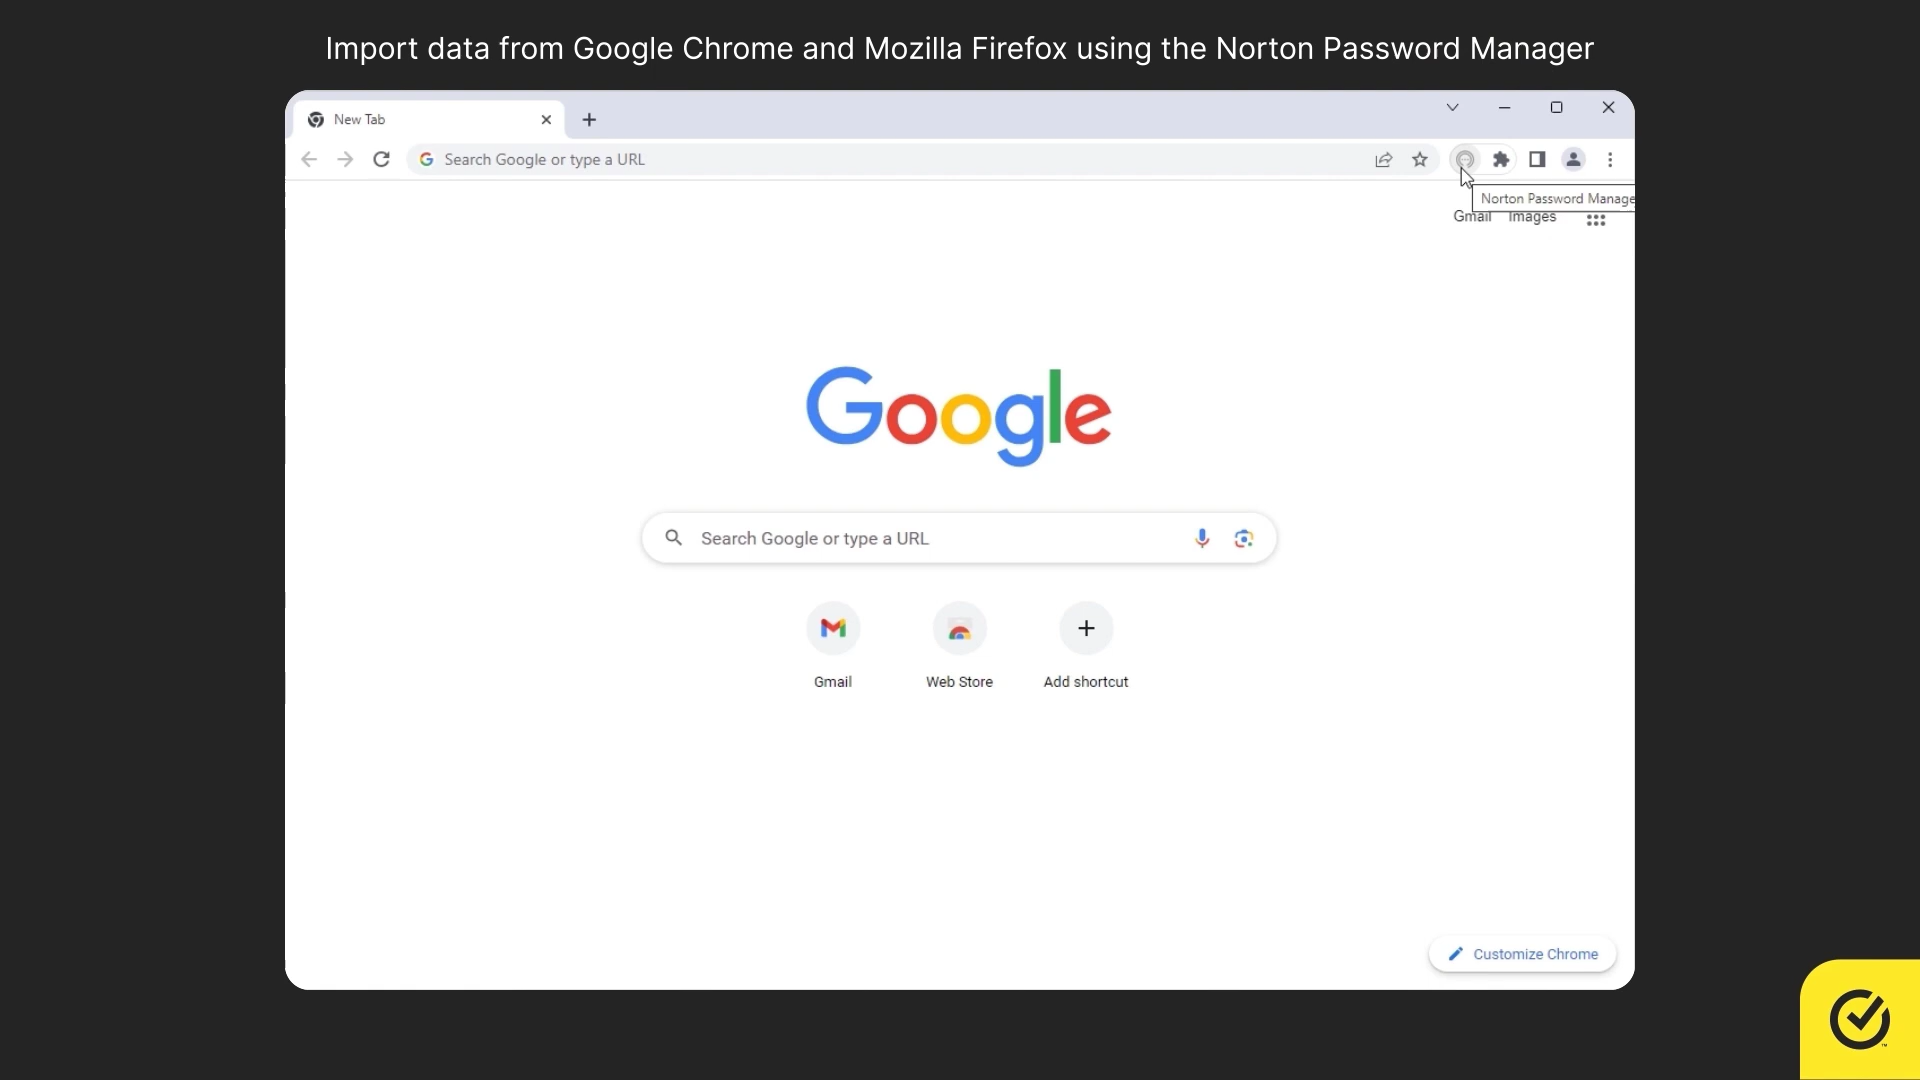 Import data from Google Chrome and Mozilla Firefox using the Norton Password Manager
New Tab
Search Google or type a URL
Norton Password Manage
Gmail Images
Google
Search Google or type a URL
Gmail Web Store Add shortcut
Customize Chrome